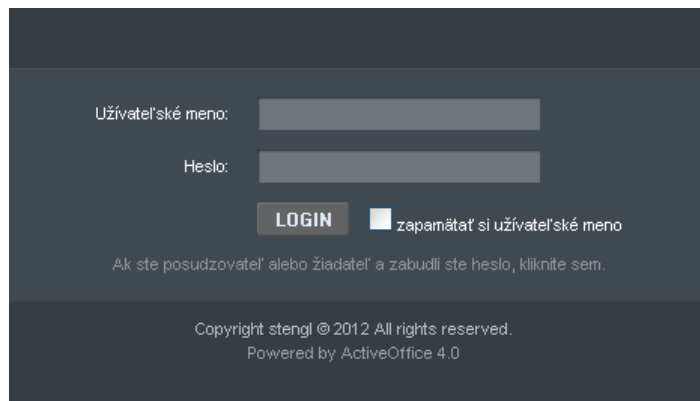 Užívateľské meno:
Heslo:
LOGIN zapamätať si užívateľské meno
Ak ste posudzovateľ alebo žiadateľ a zabudli ste heslo, kliknite sem.
Copyright stengl © 2012 All rights reserved.
Powered by ActiveOffice 4.0